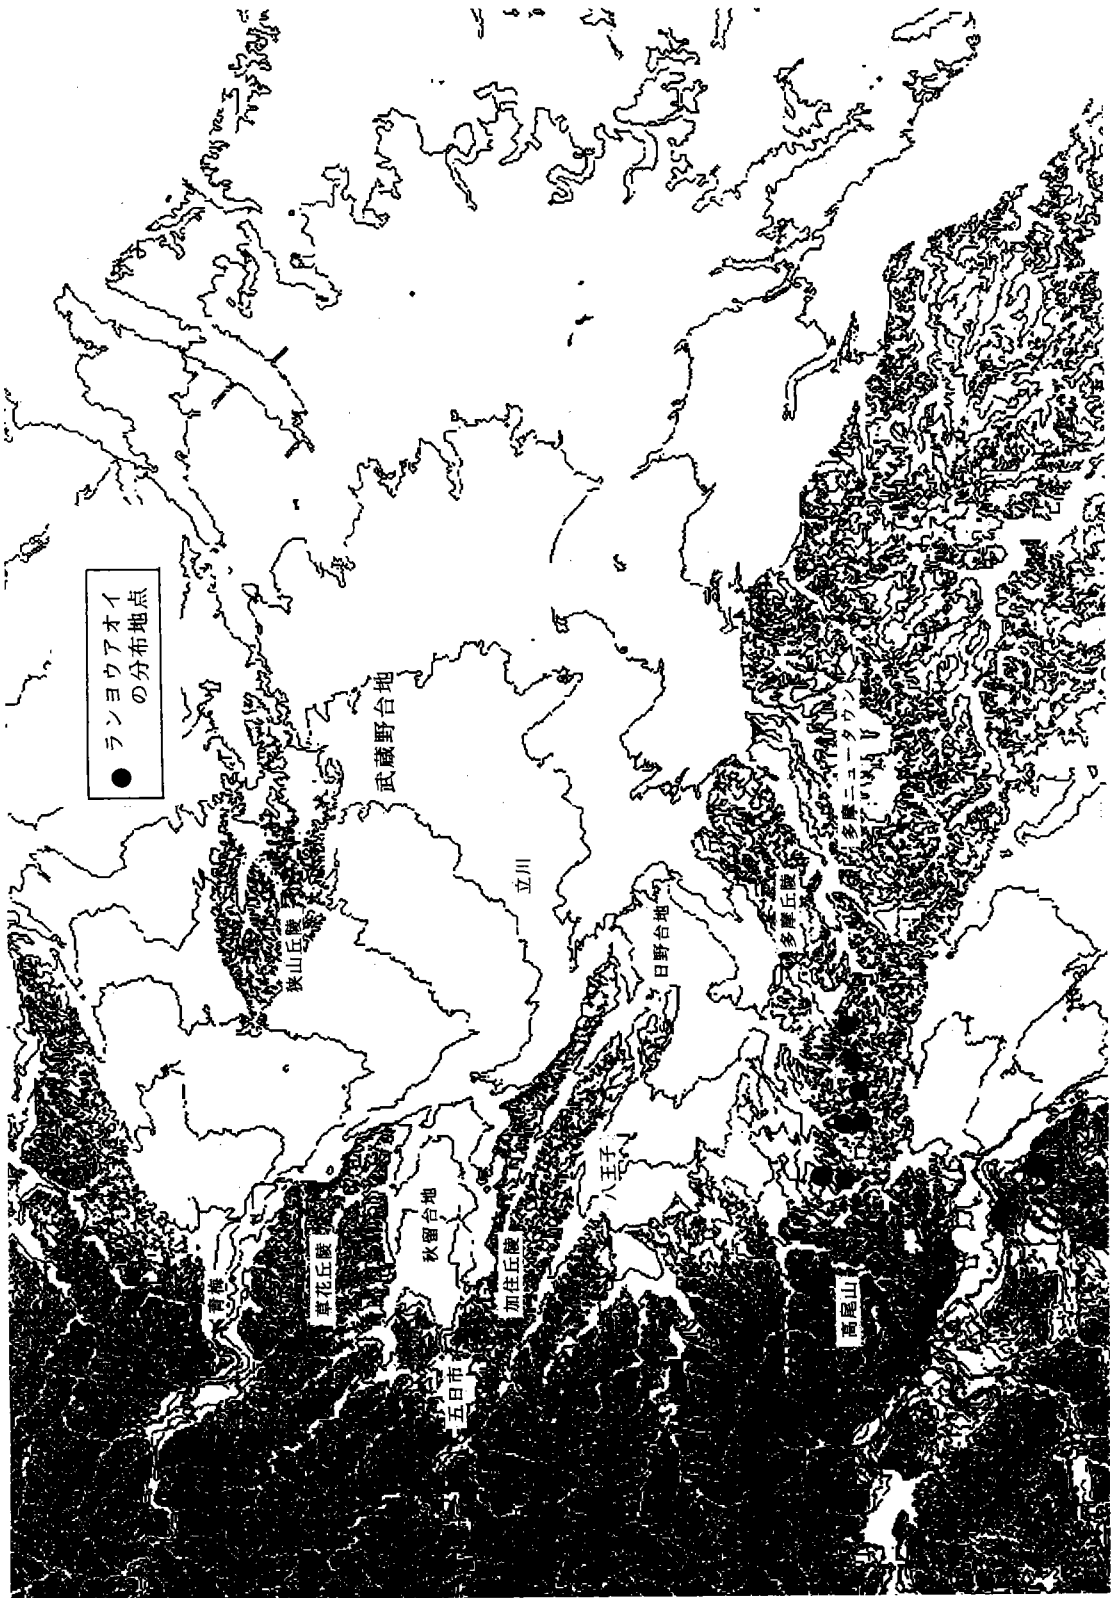 ● ランヨウアオイ
の分布地点
青梅
草花丘陵
狭山丘陵
武蔵野台地
五日市
秋留台地
加住丘陵
立川
八王子
日野台地
多摩丘陵
多摩ニュータウン
高尾山